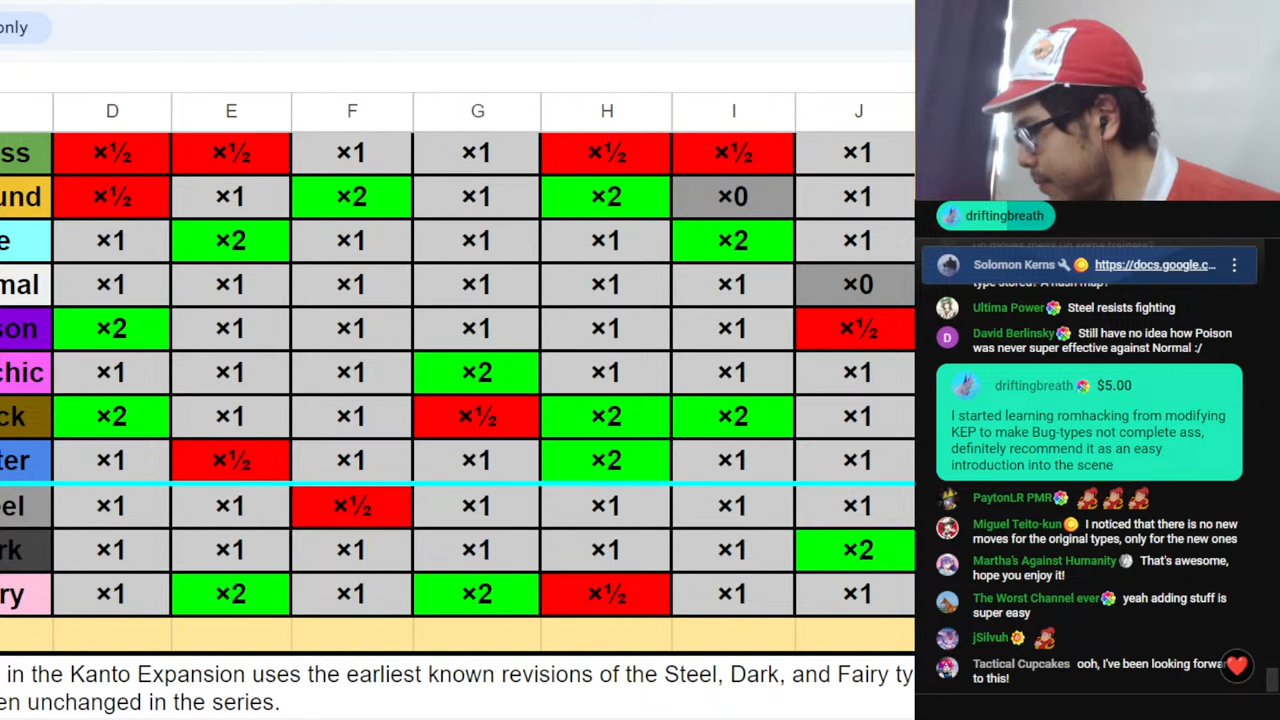 only
D E F G H I J
ss ×½ ×½ ×1 ×1 ×½ ×½ ×1
und ×½ ×1 ×2 ×1 ×2 ×0 ×1
e ×1 ×2 ×1 ×1 ×1 ×2 ×1
mal ×1 ×1 ×1 ×1 ×1 ×1 ×0
son ×2 ×1 ×1 ×1 ×1 ×1 ×½
chic ×1 ×1 ×1 ×2 ×1 ×1 ×1
ck ×2 ×1 ×1 ×½ ×2 ×2 ×1
ter ×1 ×½ ×1 ×1 ×2 ×1 ×1
eel ×1 ×1 ×½ ×1 ×1 ×1 ×1
rk ×1 ×1 ×1 ×1 ×1 ×1 ×2
ry ×1 ×2 ×1 ×2 ×½ ×1 ×1
in the Kanto Expansion uses the earliest known revisions of the Steel, Dark, and Fairy ty
en unchanged in the series.
driftingbreath
Solomon Kerns https://docs.google.c...
type stored? A hash map?
Ultima Power Steel resists fighting
David Berlinsky Still have no idea how Poison
was never super effective against Normal :/
driftingbreath $5.00
I started learning romhacking from modifying
KEP to make Bug-types not complete ass,
definitely recommend it as an easy
introduction into the scene
PaytonLR PMR
Miguel Teito-kun I noticed that there is no new
moves for the original types, only for the new ones
Martha's Against Humanity That's awesome,
hope you enjoy it!
The Worst Channel ever yeah adding stuff is
super easy
jSilvuh
Tactical Cupcakes ooh, I've been looking forwa
to this!